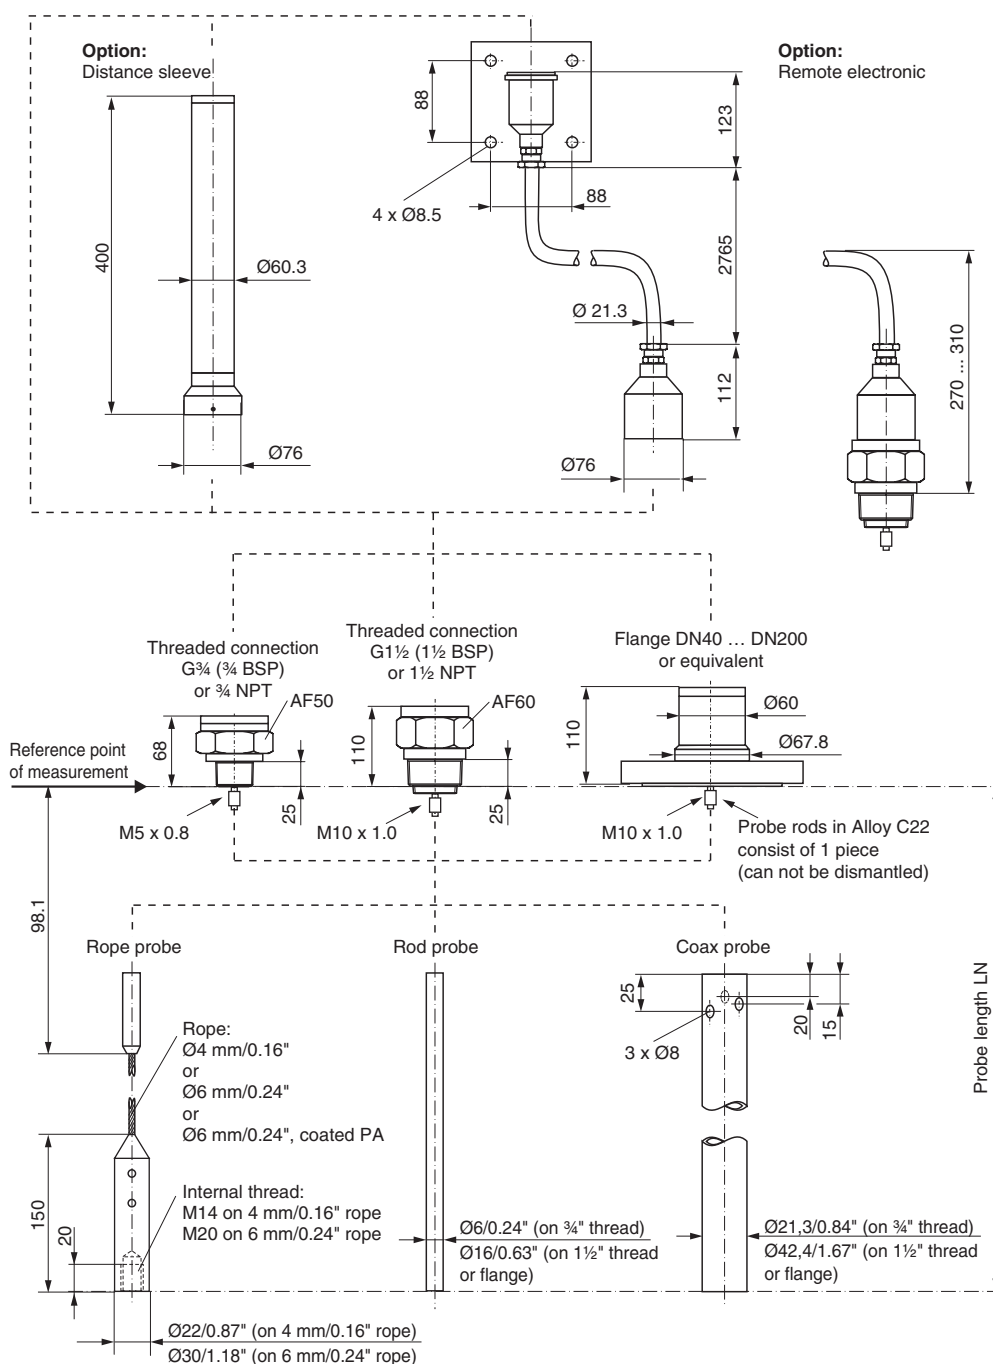 Option:
Distance sleeve
400
Ø60.3
Ø76
88
4 x Ø8.5
88
123
2765
Ø 21.3
112
Ø76
Option:
Remote electronic
270 ... 310
Threaded connection
G¾ (¾ BSP)
or ¾ NPT
AF50
68
25
M5 x 0.8
Threaded connection
G1½ (1½ BSP)
or 1½ NPT
AF60
110
25
M10 x 1.0
Flange DN40 ... DN200
or equivalent
110
Ø60
Ø67.8
M10 x 1.0
Probe rods in Alloy C22
consist of 1 piece
(can not be dismantled)
Reference point
of measurement
98.1
Rope probe
Rope:
Ø4 mm/0.16"
or
Ø6 mm/0.24"
or
Ø6 mm/0.24", coated PA
150
20
Internal thread:
M14 on 4 mm/0.16" rope
M20 on 6 mm/0.24" rope
Ø22/0.87" (on 4 mm/0.16" rope)
Ø30/1.18" (on 6 mm/0.24" rope)
Rod probe
Ø6/0.24" (on ¾" thread)
Ø16/0.63" (on 1½" thread
or flange)
Coax probe
25
3 x Ø8
20
15
Ø21,3/0.84" (on ¾" thread)
Ø42,4/1.67" (on 1½" thread
or flange)
Probe length LN